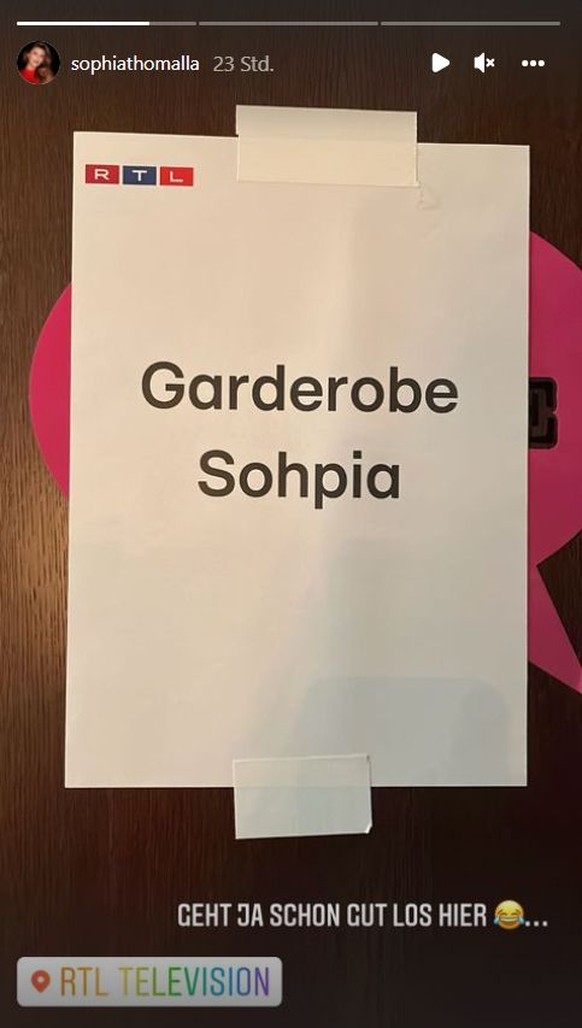 sophiathomalla 23 Std.
RTL
Garderobe
Sohpia
GEHT JA SCHON GUT LOS HIER 😂...
RTL TELEVISION